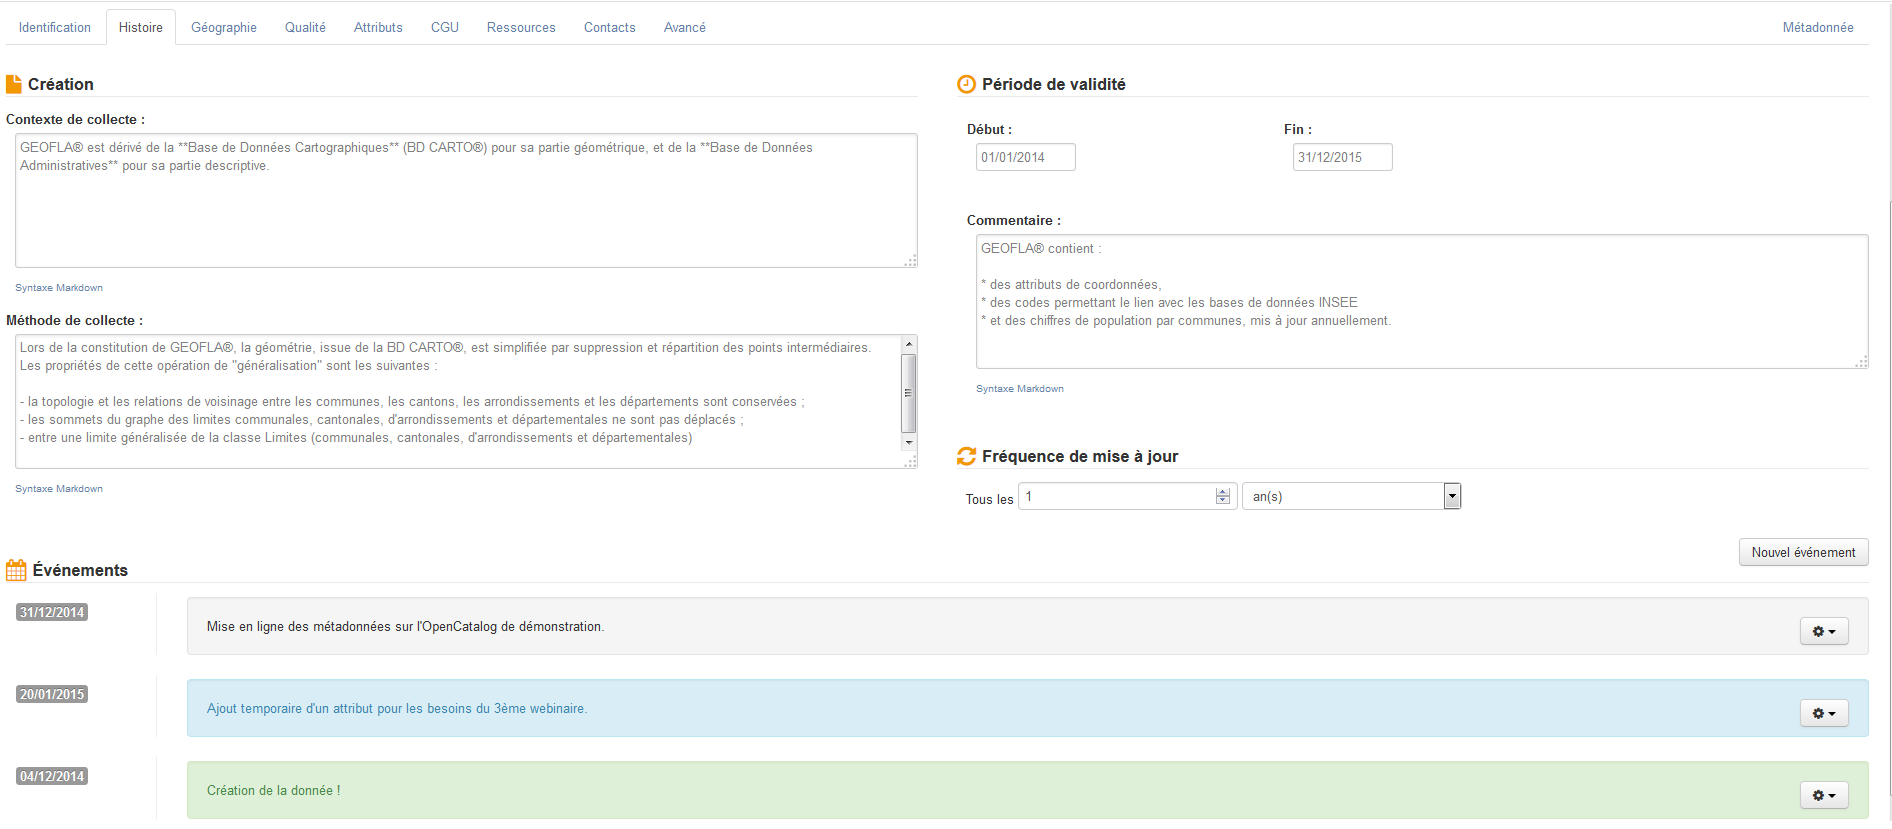 Identification Histoire Géographie Qualité Attributs CGU Ressources Contacts Avancé Métadonnée
Création
Contexte de collecte :
GEOFLA® est dérivé de la **Base de Données Cartographiques** (BD CARTO®) pour sa partie géométrique, et de la **Base de Données
Administratives** pour sa partie descriptive.
Syntaxe Markdown
Méthode de collecte :
Lors de la constitution de GEOFLA®, la géométrie, issue de la BD CARTO®, est simplifiée par suppression et répartition des points intermédiaires.
Les propriétés de cette opération de "généralisation" sont les suivantes :
- la topologie et les relations de voisinage entre les communes, les cantons, les arrondissements et les départements sont conservées ;
- les sommets du graphe des limites communales, cantonales, d'arrondissements et départementales ne sont pas déplacés ;
- entre une limite généralisée de la classe Limites (communales, cantonales, d'arrondissements et départementales)
Syntaxe Markdown
Période de validité
Début : Fin :
01/01/2014 31/12/2015
Commentaire :
GEOFLA® contient :
* des attributs de coordonnées,
* des codes permettant le lien avec les bases de données INSEE
* et des chiffres de population par communes, mis à jour annuellement.
Syntaxe Markdown
Fréquence de mise à jour
Tous les 1 an(s)
Nouvel événement
Événements
31/12/2014 Mise en ligne des métadonnées sur l'OpenCatalog de démonstration.
20/01/2015 Ajout temporaire d'un attribut pour les besoins du 3ème webinaire.
04/12/2014 Création de la donnée !